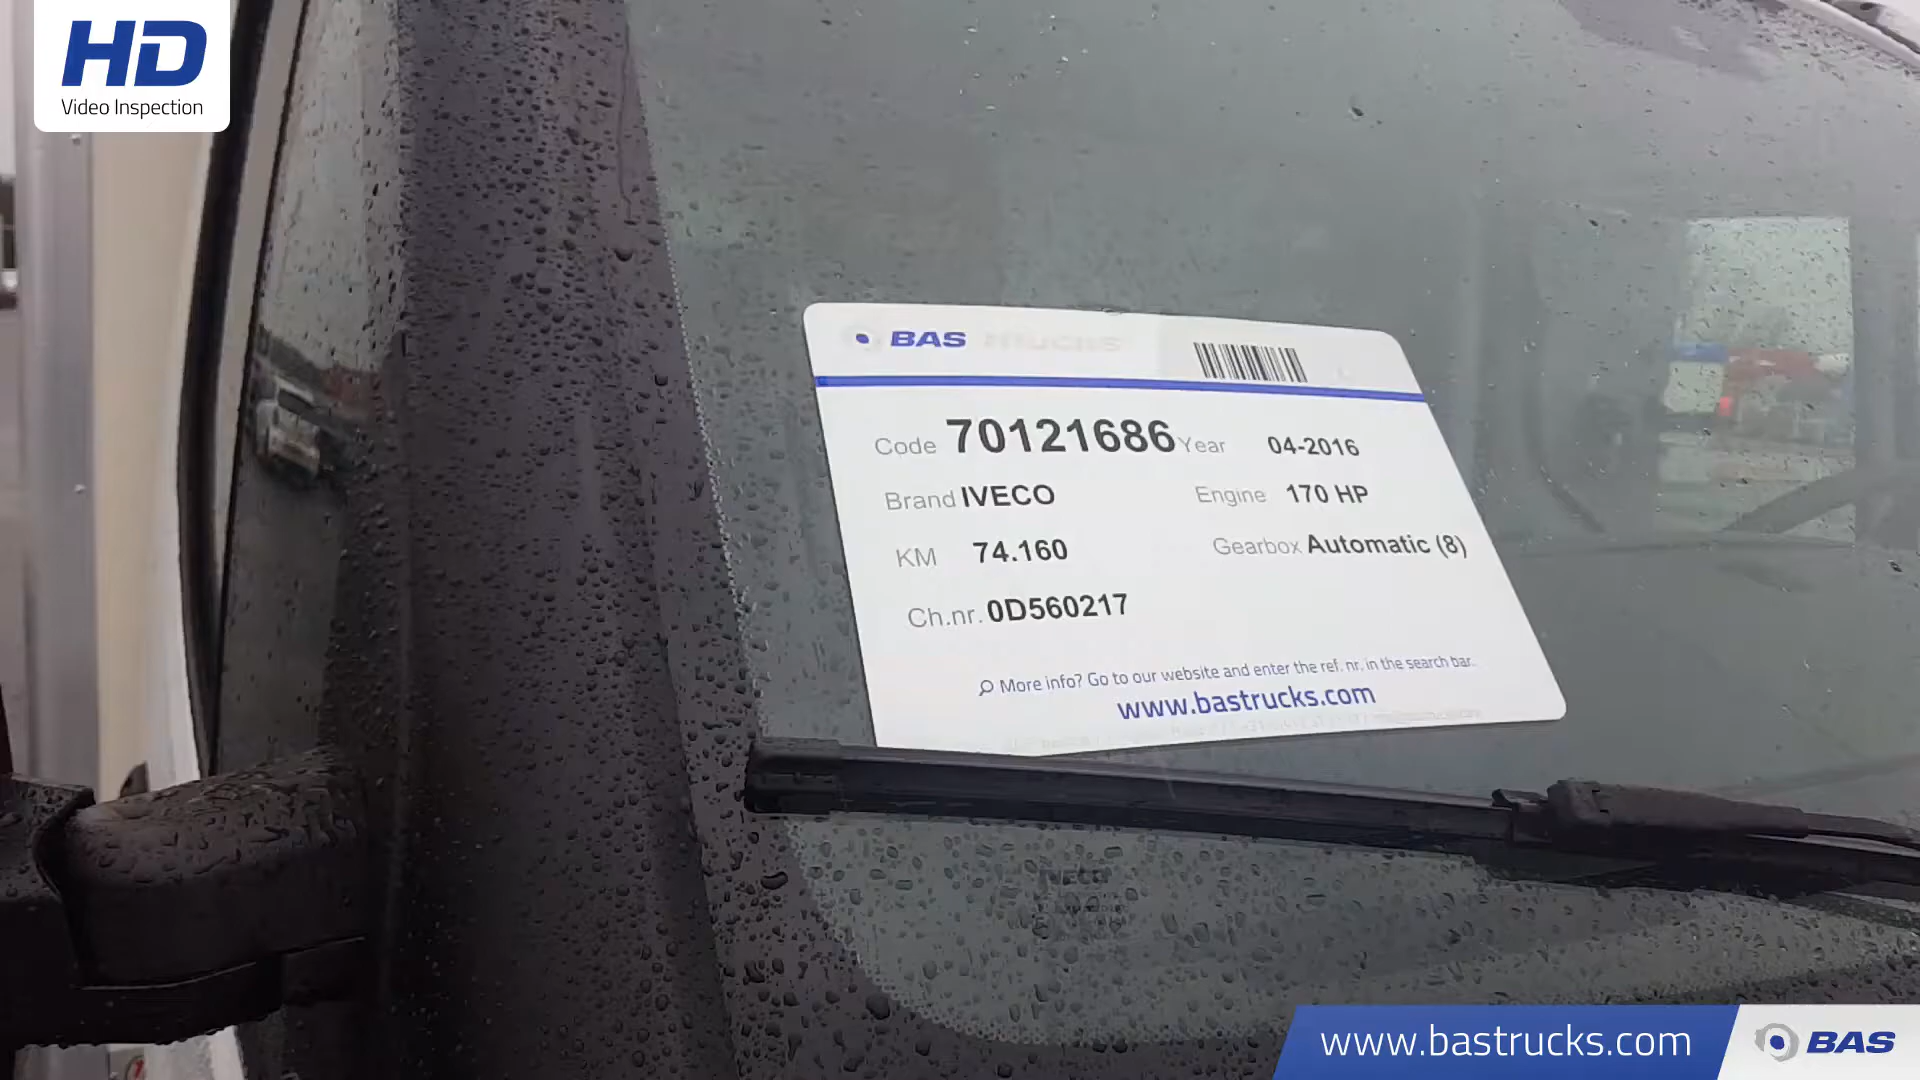 HD
Video Inspection
BAS
Code 70121686 Year 04-2016
Brand IVECO Engine 170 HP
KM 74.160 Gearbox Automatic (8)
Ch.nr. 0D560217
More info? Go to our website and enter the ref. nr. in the search bar.
www.bastrucks.com
IVECO
www.bastrucks.com BAS